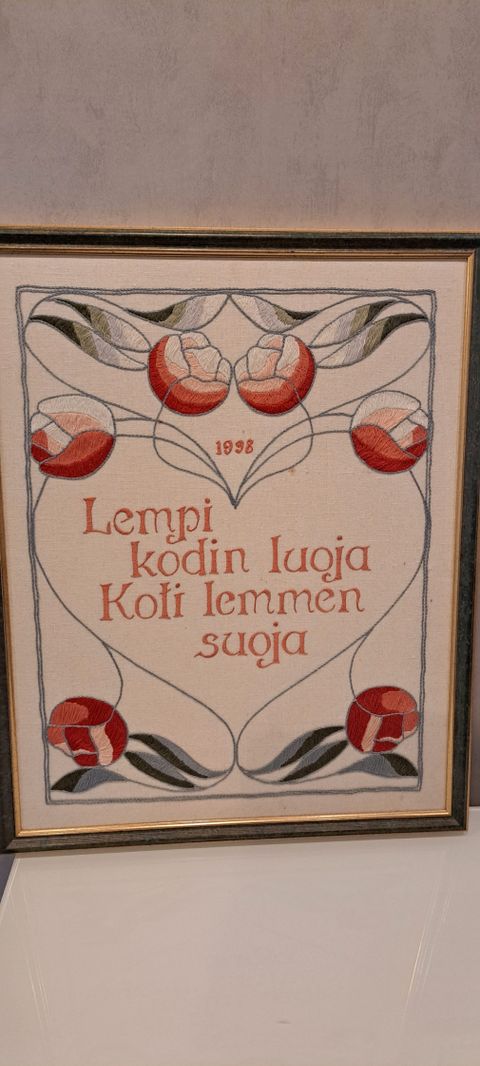 1998
Lempi
kodin luoja
Koti lemmen
suoja